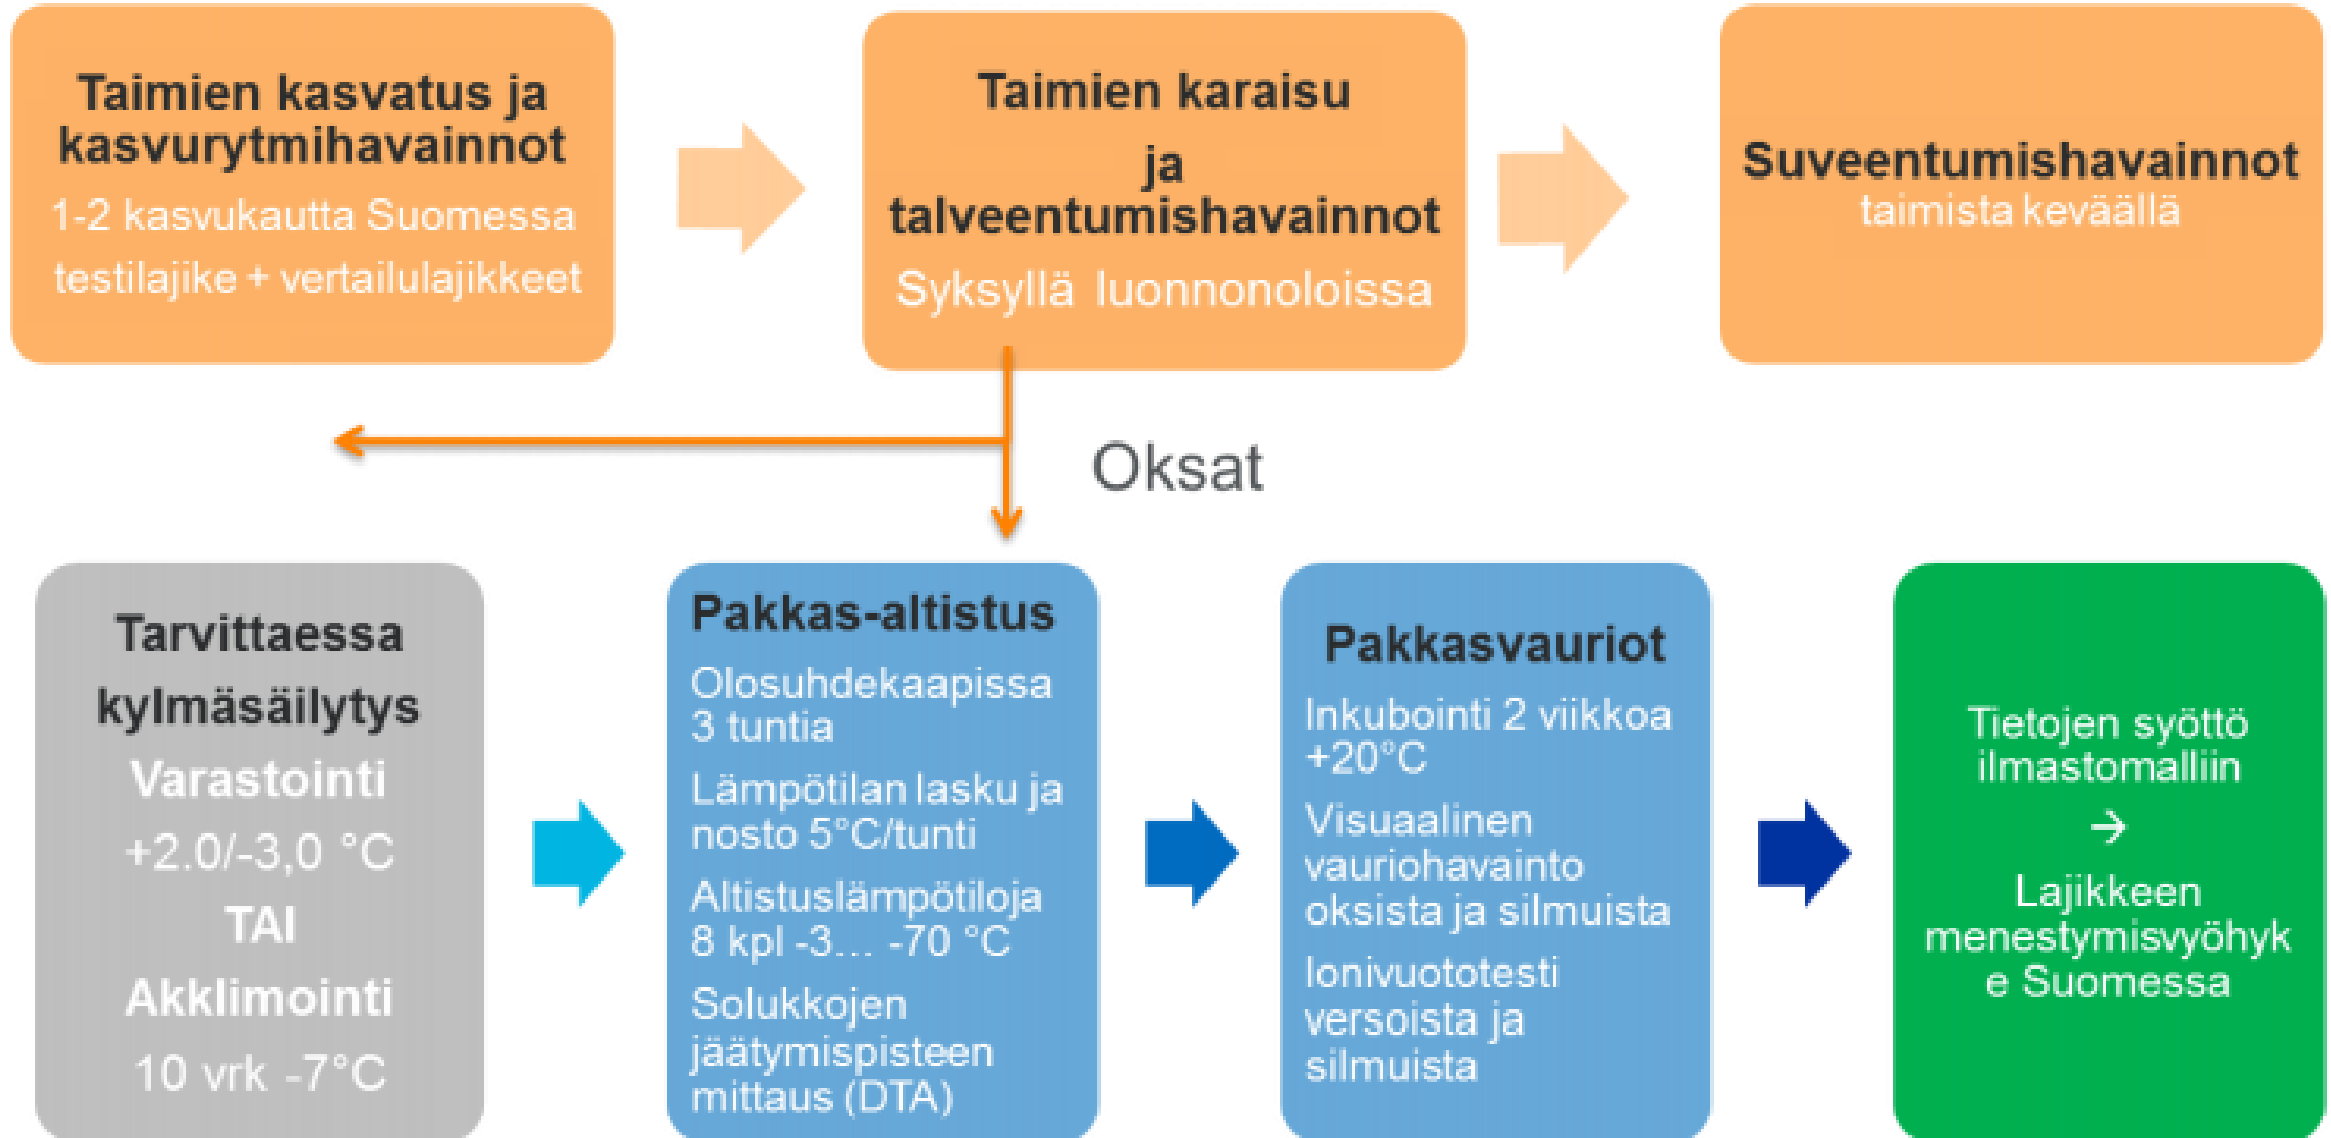 Taimien kasvatus ja
kasvurytmihavainnot
1-2 kasvukautta Suomessa
testilajike + vertailulajikkeet
Taimien karaisu
ja
talveentumishavainnot
Syksyllä luonnonoloissa
Suveentumishavainnot
taimista keväällä
Oksat
Tarvittaessa
kylmäsäilytys
Varastointi
+2.0/-3,0 °C
TAI
Akklimointi
10 vrk -7°C
Pakkas-altistus
Olosuhdekaapissa
3 tuntia
Lämpötilan lasku ja
nosto 5°C/tunti
Altistuslämpötiloja
8 kpl -3... -70 °C
Solukkojen
jäätymispisteen
mittaus (DTA)
Pakkasvauriot
Inkubointi 2 viikkoa
+20°C
Visuaalinen
vauriohavainto
oksista ja silmuista
Ionivuototesti
versoista ja
silmuista
Tietojen syöttö
ilmastomalliin
→
Lajikkeen
menestymisvyöhyk
e Suomessa